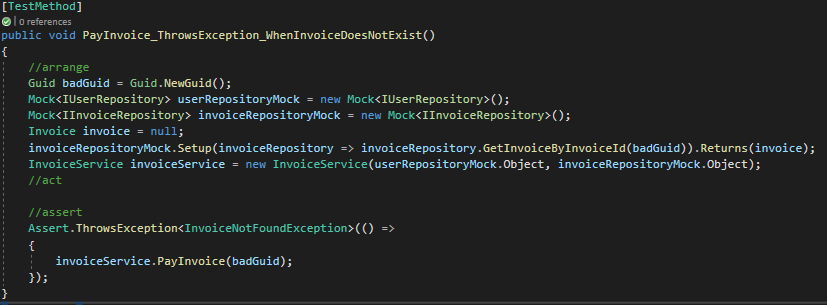 [TestMethod]
| 0 references
public void PayInvoice_ThrowsException_WhenInvoiceDoesNotExist()
{
//arrange
Guid badGuid = Guid.NewGuid();
Mock<IUserRepository> userRepositoryMock = new Mock<IUserRepository>();
Mock<IInvoiceRepository> invoiceRepositoryMock = new Mock<IInvoiceRepository>();
Invoice invoice = null;
invoiceRepositoryMock.Setup(invoiceRepository => invoiceRepository.GetInvoiceByInvoiceId(badGuid)).Returns(invoice);
InvoiceService invoiceService = new InvoiceService(userRepositoryMock.Object, invoiceRepositoryMock.Object);
//act
//assert
Assert.ThrowsException<InvoiceNotFoundException>(() =>
{
invoiceService.PayInvoice(badGuid);
});
}